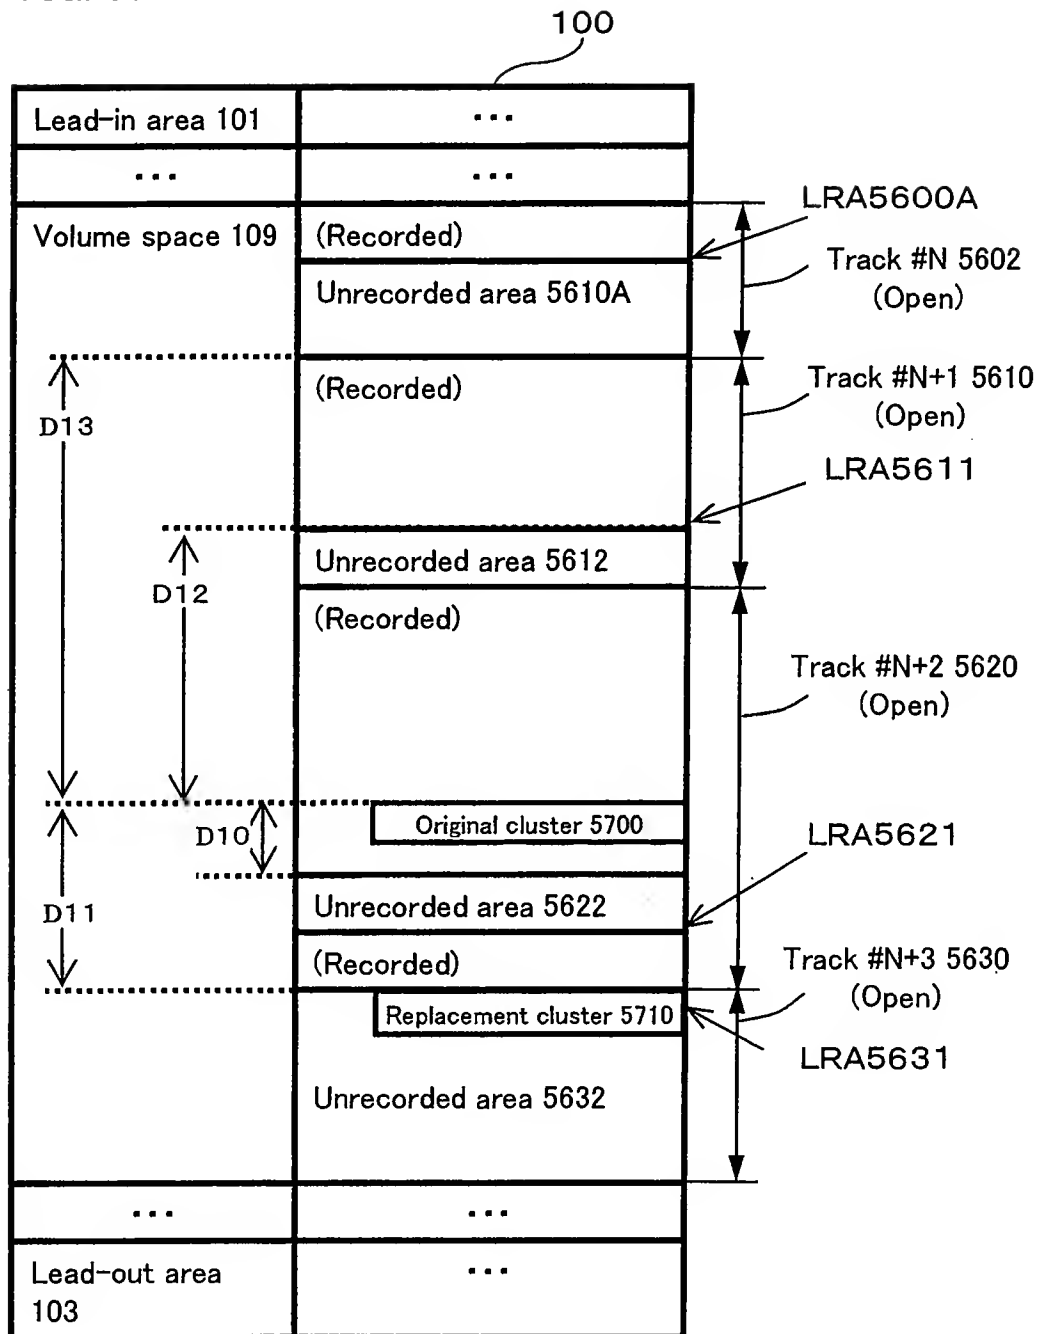 100
Lead-in area 101
...
...
...
Volume space 109
(Recorded)
LRA5600A
Unrecorded area 5610A
Track #N 5602
(Open)
(Recorded)
Track #N+1 5610
(Open)
D13
LRA5611
Unrecorded area 5612
D12
(Recorded)
Track #N+2 5620
(Open)
Original cluster 5700
D10
LRA5621
Unrecorded area 5622
D11
(Recorded)
Track #N+3 5630
(Open)
Replacement cluster 5710
LRA5631
Unrecorded area 5632
...
...
Lead-out area
103
...